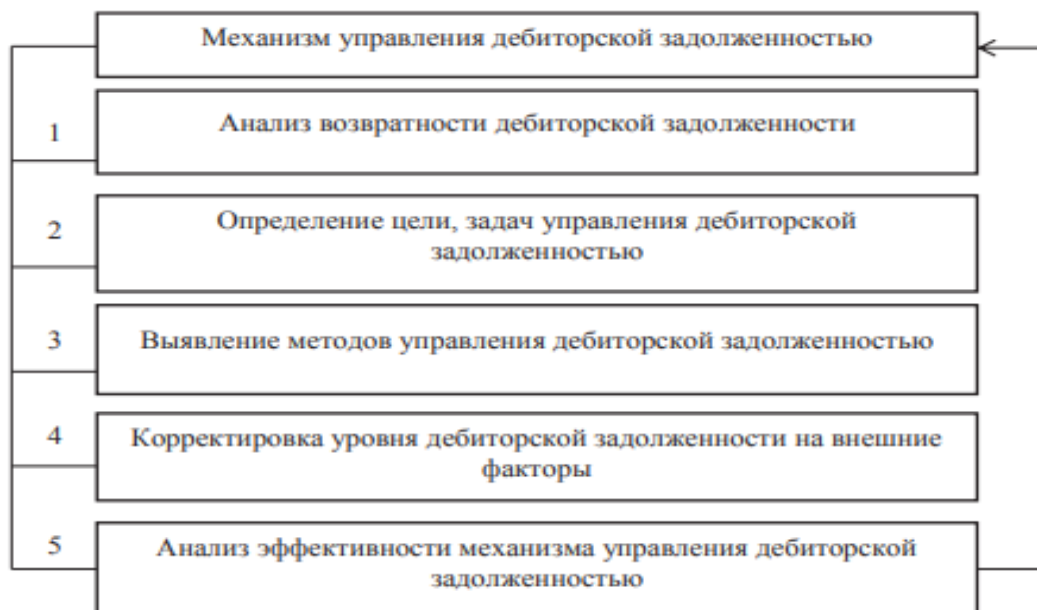 Механизм управления дебиторской задолженностью
1
Анализ возвратности дебиторской задолженности
2
Определение цели, задач управления дебиторской
задолженностью
3
Выявление методов управления дебиторской задолженностью
4
Корректировка уровня дебиторской задолженности на внешние
факторы
5
Анализ эффективности механизма управления дебиторской
задолженностью